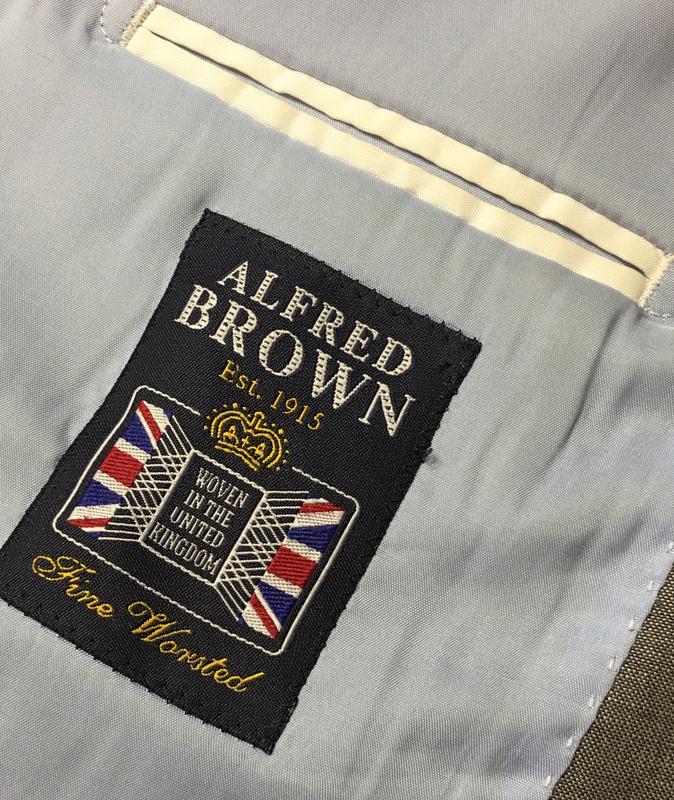 ALFRED
BROWN
Est. 1915
WOVEN
IN THE
UNITED
KINGDOM
Fine Worsted